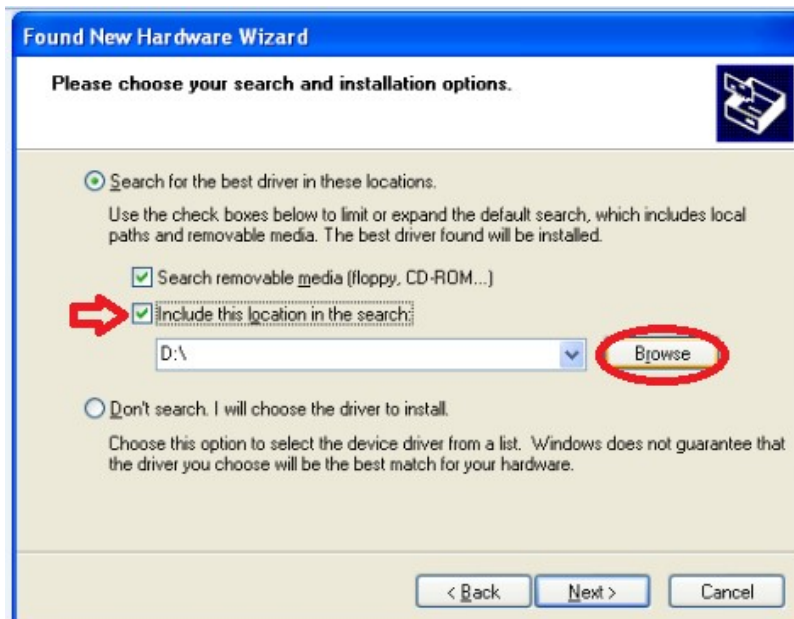 Found New Hardware Wizard
Please choose your search and installation options.
Search for the best driver in these locations.
Use the check boxes below to limit or expand the default search, which includes local
paths and removable media. The best driver found will be installed.
Search removable media (floppy, CD-ROM...)
Include this location in the search:
D:\
Browse
Don't search. I will choose the driver to install.
Choose this option to select the device driver from a list. Windows does not guarantee that
the driver you choose will be the best match for your hardware.
< Back
Next >
Cancel